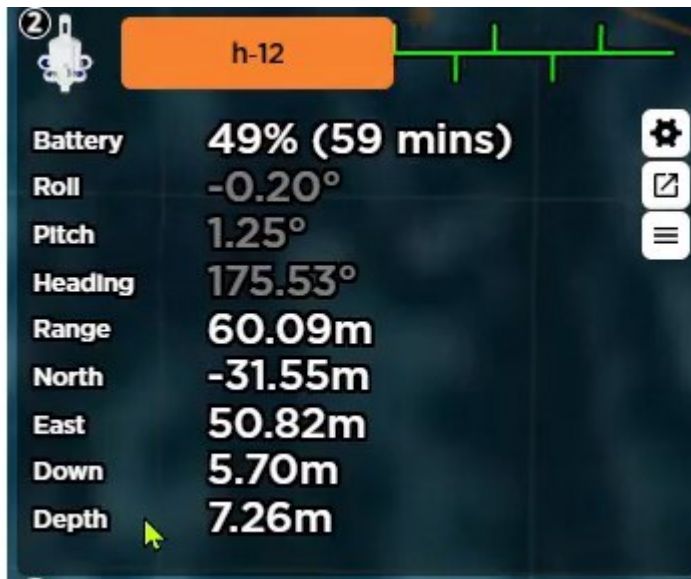 2
h-12
Battery 49% (59 mins)
Roll -0.20°
Pitch 1.25°
Heading 175.53°
Range 60.09m
North -31.55m
East 50.82m
Down 5.70m
Depth 7.26m